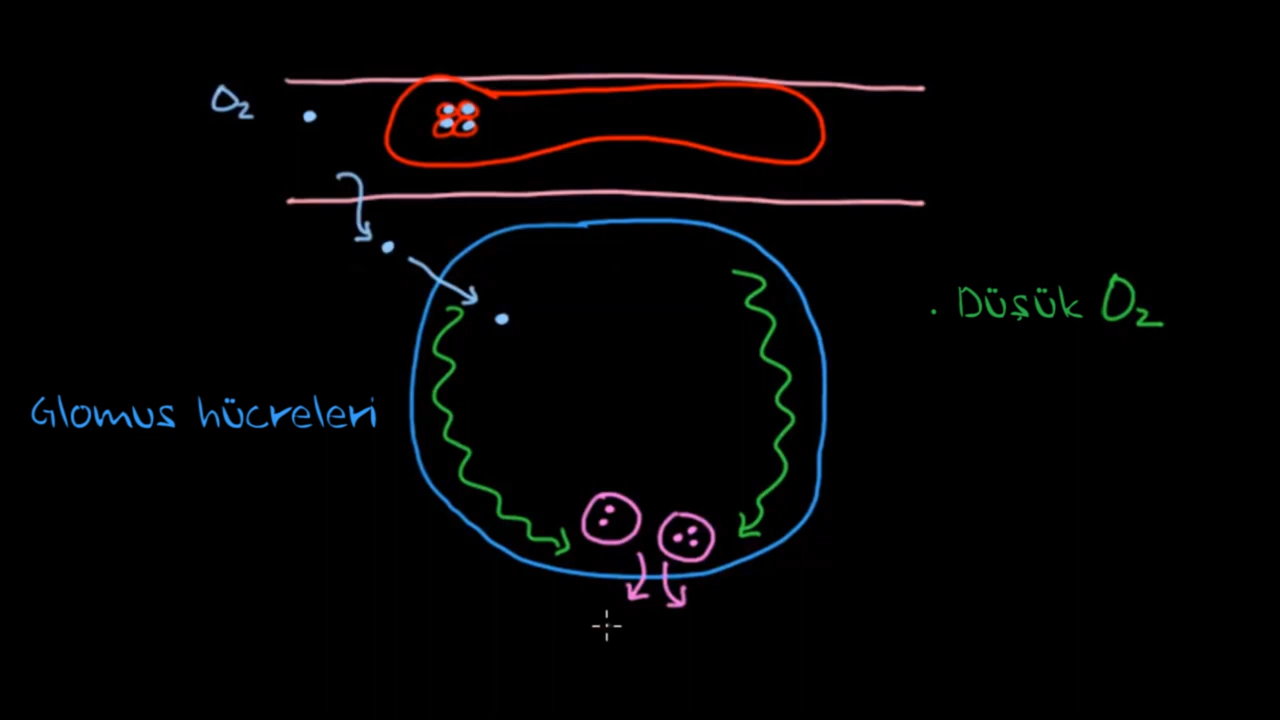 O₂
. Düşük O₂
Glomus hücreleri